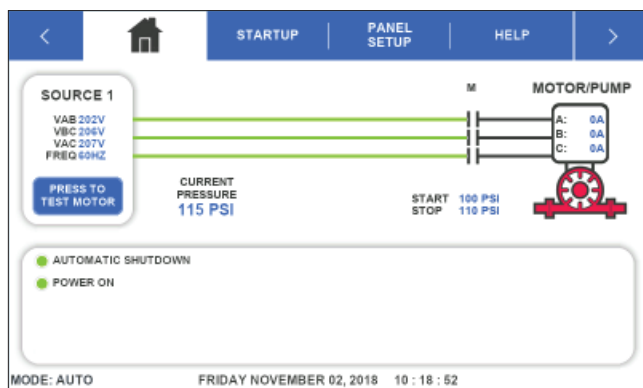 < STARTUP PANEL SETUP HELP >
SOURCE 1
VAB 202V
VBC 206V
VAC 207V
FREQ 60HZ
PRESS TO
TEST MOTOR
CURRENT
PRESSURE
115 PSI
M
START 100 PSI
STOP 110 PSI
MOTOR/PUMP
A: 0A
B: 0A
C: 0A
AUTOMATIC SHUTDOWN
POWER ON
MODE: AUTO FRIDAY NOVEMBER 02, 2018 10 : 18 : 52